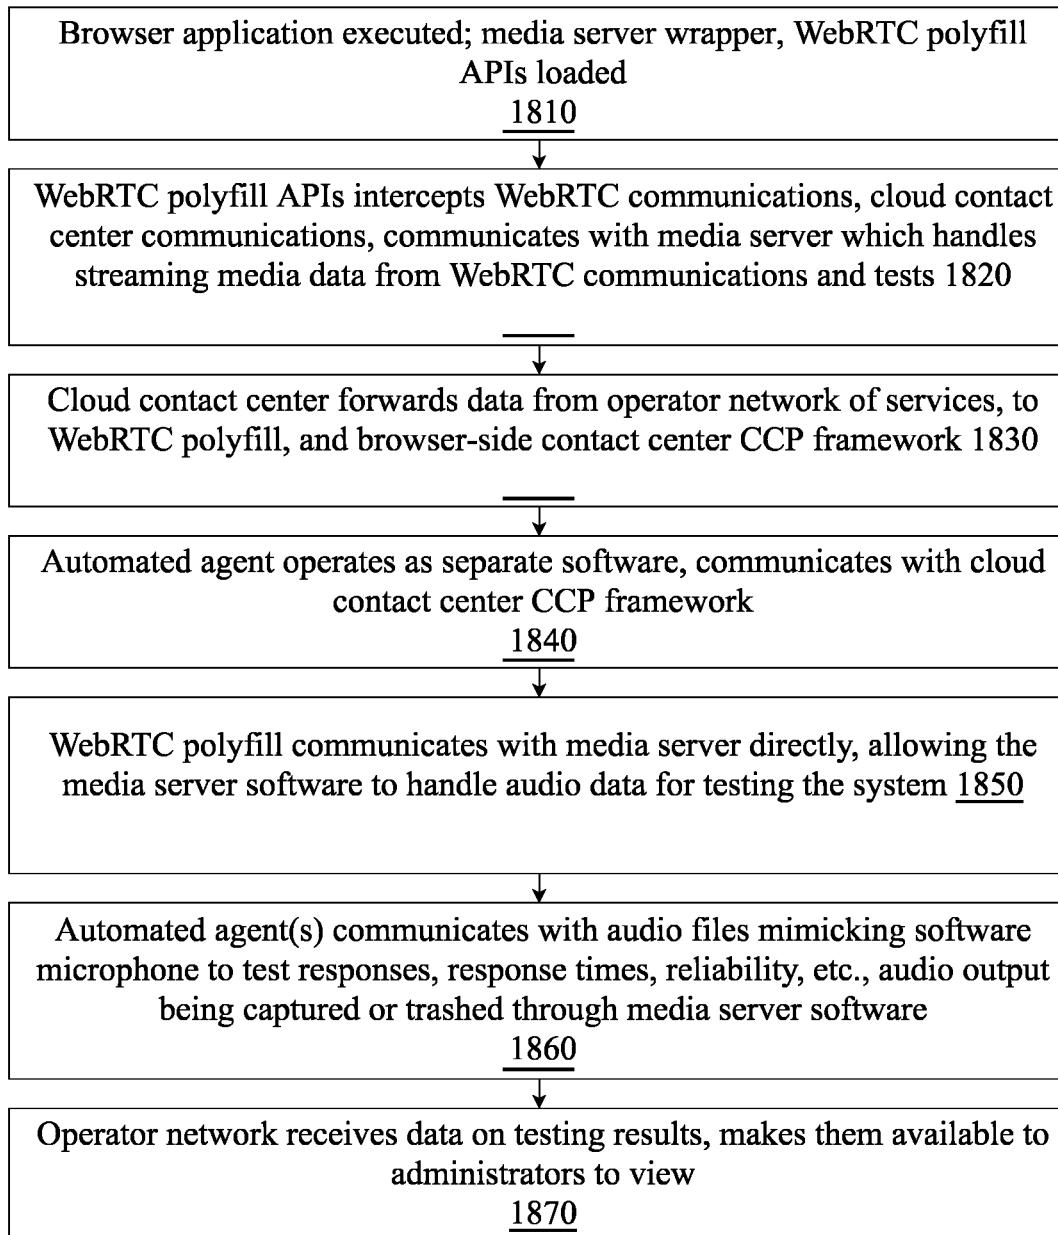 Browser application executed; media server wrapper, WebRTC polyfill
APIs loaded
1810
WebRTC polyfill APIs intercepts WebRTC communications, cloud contact
center communications, communicates with media server which handles
streaming media data from WebRTC communications and tests 1820
Cloud contact center forwards data from operator network of services, to
WebRTC polyfill, and browser-side contact center CCP framework 1830
Automated agent operates as separate software, communicates with cloud
contact center CCP framework
1840
WebRTC polyfill communicates with media server directly, allowing the
media server software to handle audio data for testing the system 1850
Automated agent(s) communicates with audio files mimicking software
microphone to test responses, response times, reliability, etc., audio output
being captured or trashed through media server software
1860
Operator network receives data on testing results, makes them available to
administrators to view
1870